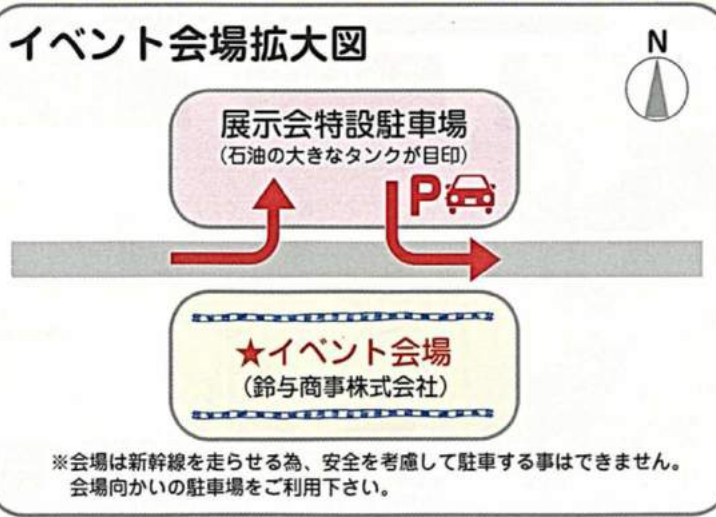 イベント会場拡大図
N
展示会特設駐車場
(石油の大きなタンクが目印)
P
★イベント会場
(鈴与商事株式会社)
※会場は新幹線を走らせる為、安全を考慮して駐車する事はできません。
会場向かいの駐車場をご利用下さい。